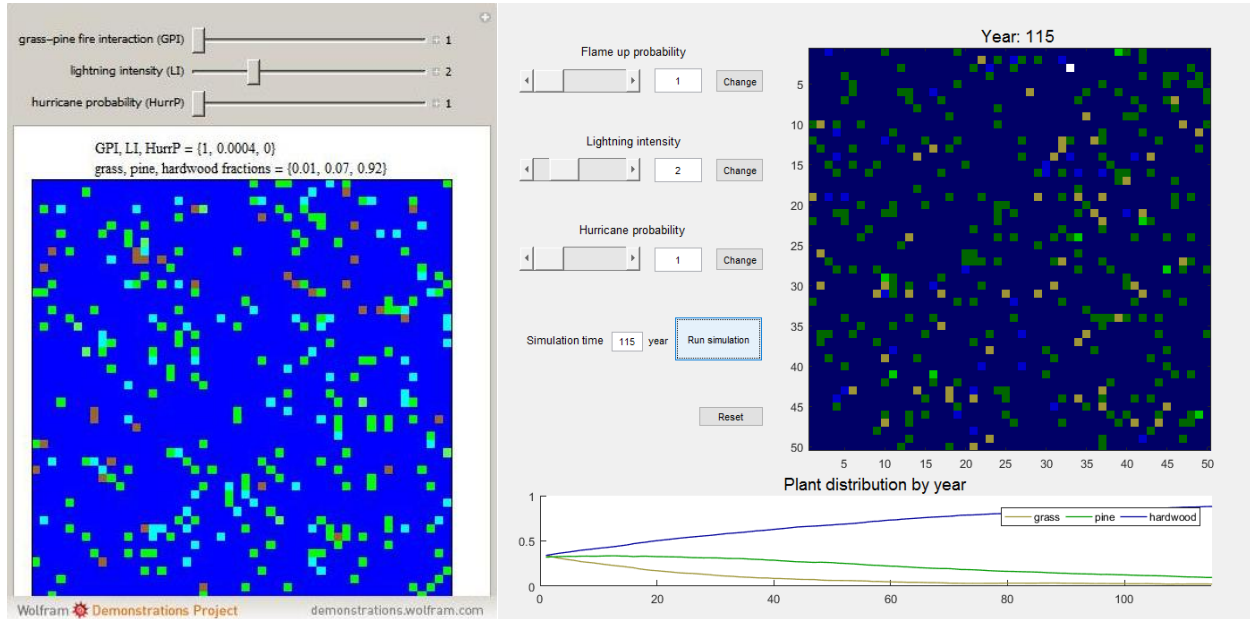 grass–pine fire interaction (GPI) 1
lightning intensity (LI) 2
hurricane probability (HurrP) 1
GPI, LI, HurrP = {1, 0.0004, 0}
grass, pine, hardwood fractions = {0.01, 0.07, 0.92}
Wolfram Demonstrations Project demonstrations.wolfram.com
Flame up probability
1 Change
Lightning intensity
2 Change
Hurricane probability
1 Change
Simulation time 115 year Run simulation
Reset
Year: 115
5
10
15
20
25
30
35
40
45
50
5 10 15 20 25 30 35 40 45 50
Plant distribution by year
1
0.5
0
grass pine hardwood
0 20 40 60 80 100